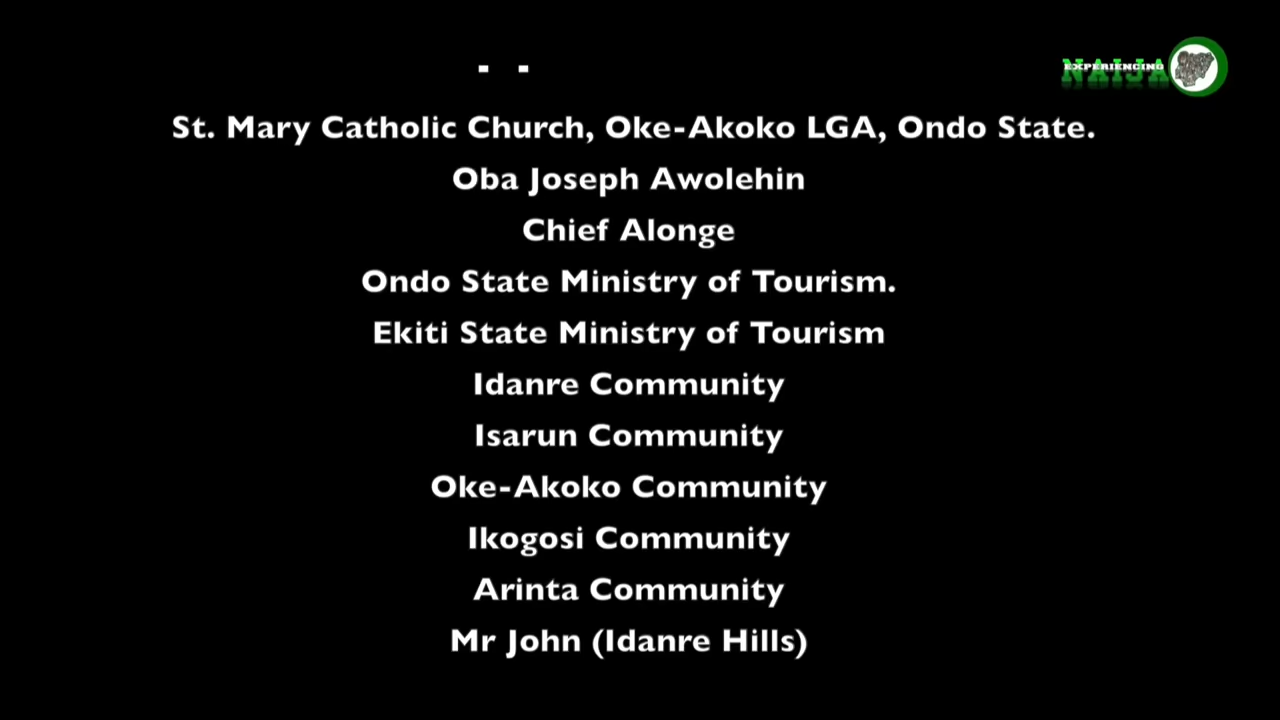 EXPERIENCING
NAIJA
St. Mary Catholic Church, Oke-Akoko LGA, Ondo State.
Oba Joseph Awolehin
Chief Alonge
Ondo State Ministry of Tourism.
Ekiti State Ministry of Tourism
Idanre Community
Isarun Community
Oke-Akoko Community
Ikogosi Community
Arinta Community
Mr John (Idanre Hills)